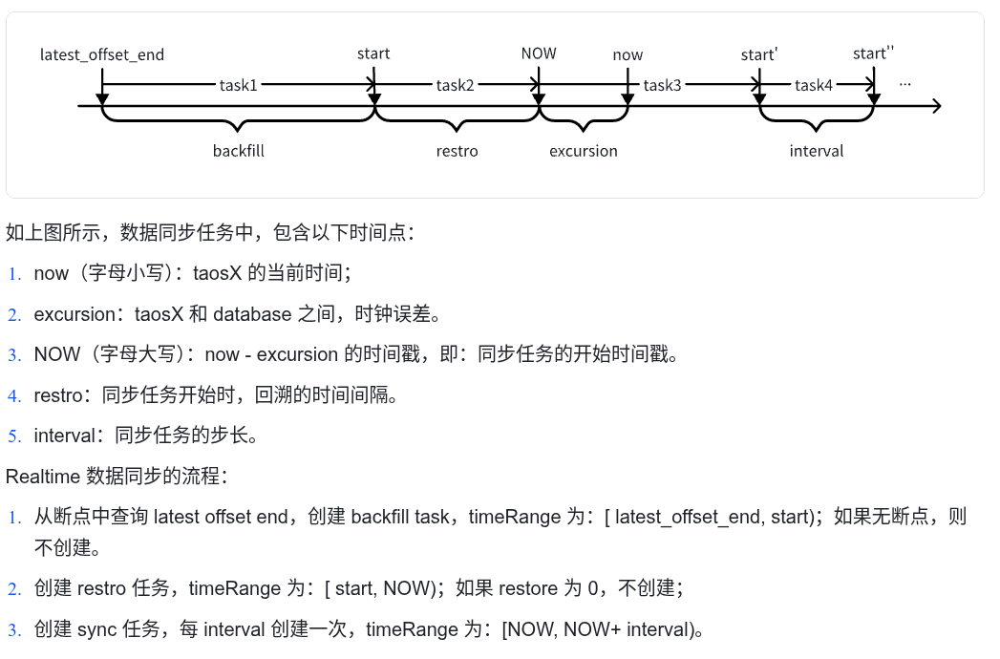 latest_offset_end start NOW now start' start''
task1 task2 task3 task4 ...
backfill restro excursion interval
如上图所示，数据同步任务中，包含以下时间点：
1. now（字母小写）：taosX 的当前时间；
2. excursion：taosX 和 database 之间，时钟误差。
3. NOW（字母大写）：now - excursion 的时间戳，即：同步任务的开始时间戳。
4. restro：同步任务开始时，回溯的时间间隔。
5. interval：同步任务的步长。
Realtime 数据同步的流程：
1. 从断点中查询 latest offset end，创建 backfill task，timeRange 为：[ latest_offset_end, start)；如果无断点，则
不创建。
2. 创建 restro 任务，timeRange 为：[ start, NOW)；如果 restore 为 0，不创建；
3. 创建 sync 任务，每 interval 创建一次，timeRange 为：[NOW, NOW+ interval)。